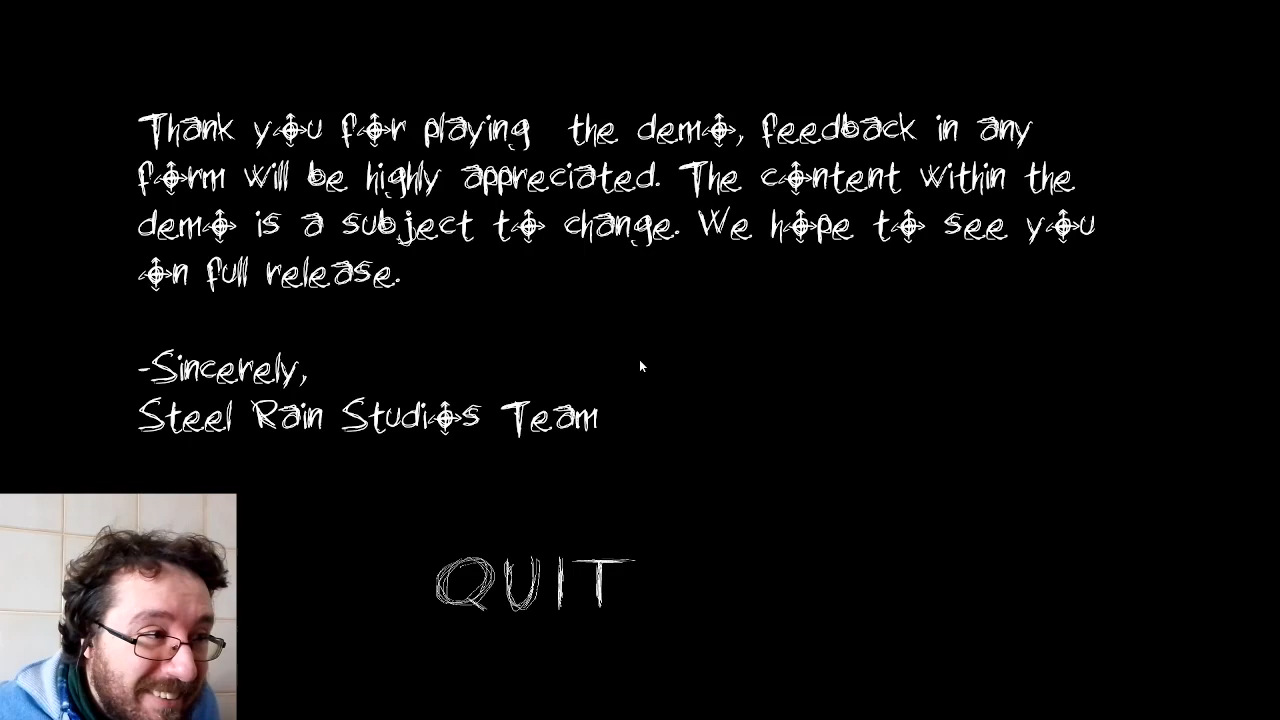 Thank you for playing the demo, feedback in any
form will be highly appreciated. The content within the
demo is a subject to change. We hope to see you
on full release.
-Sincerely,
Steel Rain Studios Team
QUIT